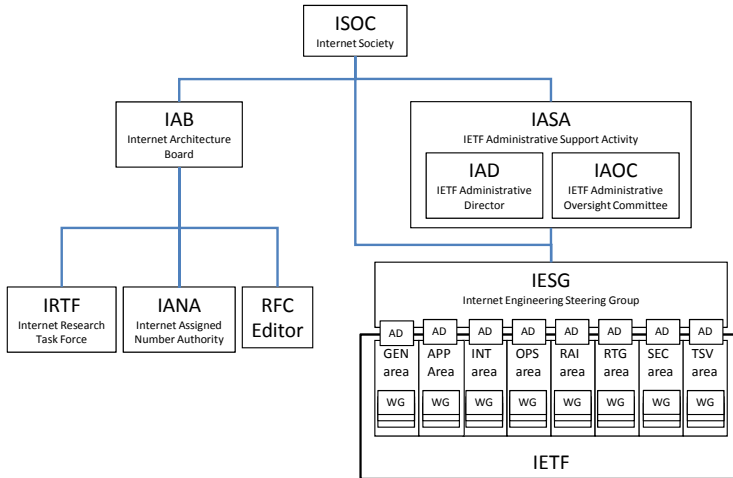 ISOC
Internet Society
IAB
Internet Architecture
Board
IASA
IETF Administrative Support Activity
IAD
IETF Administrative
Director
IAOC
IETF Administrative
Oversight Committee
IRTF
Internet Research
Task Force
IANA
Internet Assigned
Number Authority
RFC
Editor
IESG
Internet Engineering Steering Group
AD AD AD AD AD AD AD AD
GEN APP INT OPS RAI RTG SEC TSV
area Area area area area area area area
WG WG WG WG WG WG WG WG
IETF